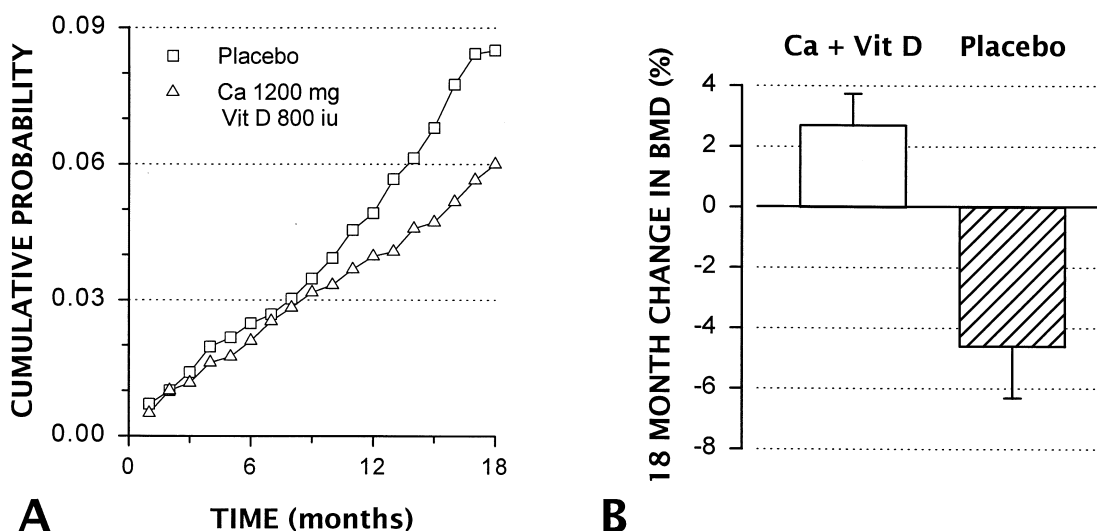 0.09
0.06
0.03
0.00
CUMULATIVE PROBABILITY
Placebo
Ca 1200 mg
Vit D 800 iu
0 6 12 18
TIME (months)
A
Ca + Vit D Placebo
18 MONTH CHANGE IN BMD (%)
4
2
0
-2
-4
-6
-8
B